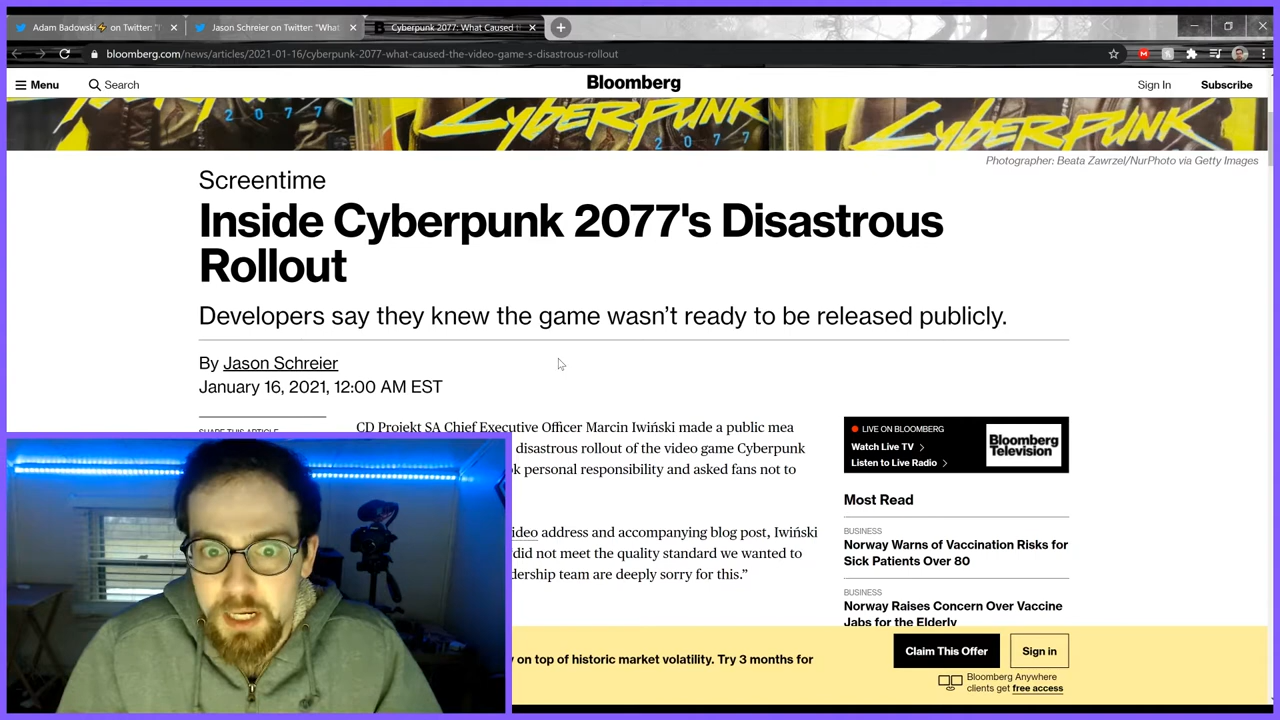 Adam Badowski⚡ on Twitter: "
Jason Schreier on Twitter: "What
Cyberpunk 2077: What Caused t
bloomberg.com/news/articles/2021-01-16/cyberpunk-2077-what-caused-the-video-game-s-disastrous-rollout
Menu
Search
Bloomberg
Sign In
Subscribe
2077
CYBERPUNK
2077
CYBERPUNK
Photographer: Beata Zawrzel/NurPhoto via Getty Images
Screentime
Inside Cyberpunk 2077's Disastrous
Rollout
Developers say they knew the game wasn't ready to be released publicly.
By Jason Schreier
January 16, 2021, 12:00 AM EST
SHARE THIS ARTICLE
CD Projekt SA Chief Executive Officer Marcin Iwiński made a public mea
disastrous rollout of the video game Cyberpunk
personal responsibility and asked fans not to
address and accompanying blog post, Iwiński
did not meet the quality standard we wanted to
are deeply sorry for this."
LIVE ON BLOOMBERG
Watch Live TV
Listen to Live Radio
Bloomberg
Television
Most Read
BUSINESS
Norway Warns of Vaccination Risks for
Sick Patients Over 80
BUSINESS
Norway Raises Concern Over Vaccine
Jabs for the Elderly
on top of historic market volatility. Try 3 months for
Claim This Offer
Sign in
Bloomberg Anywhere
clients get free access